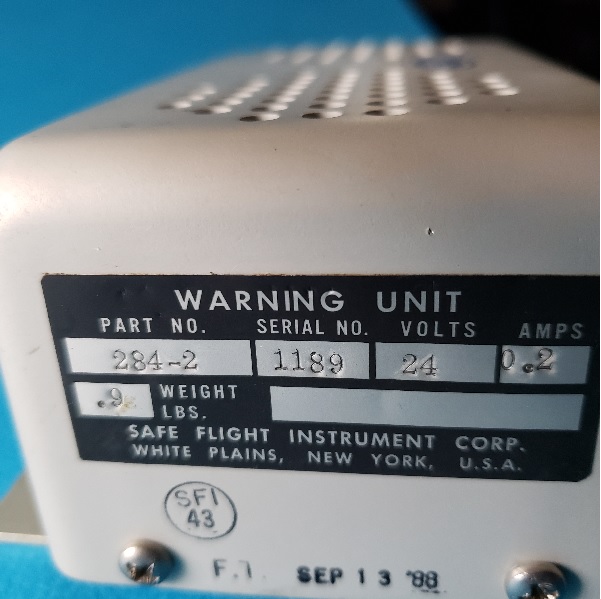 WARNING UNIT
PART NO. SERIAL NO. VOLTS AMPS
284-2 1189 24 0.2
.9 WEIGHT LBS.
SAFE FLIGHT INSTRUMENT CORP.
WHITE PLAINS, NEW YORK, U.S.A.
SFI
43
SEP 13 '88